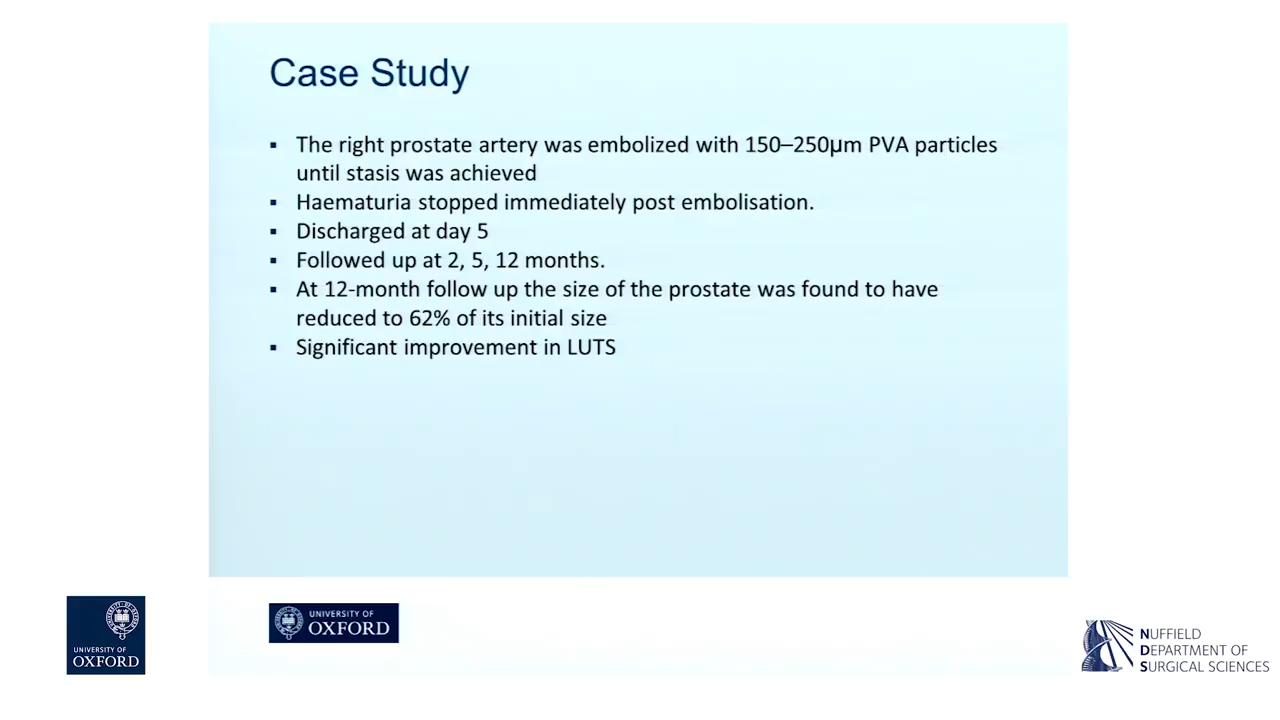 Case Study
▪ The right prostate artery was embolized with 150–250µm PVA particles
until stasis was achieved
▪ Haematuria stopped immediately post embolisation.
▪ Discharged at day 5
▪ Followed up at 2, 5, 12 months.
▪ At 12-month follow up the size of the prostate was found to have
reduced to 62% of its initial size
▪ Significant improvement in LUTS
UNIVERSITY OF
OXFORD
UNIVERSITY OF
OXFORD
NUFFIELD
DEPARTMENT OF
SURGICAL SCIENCES